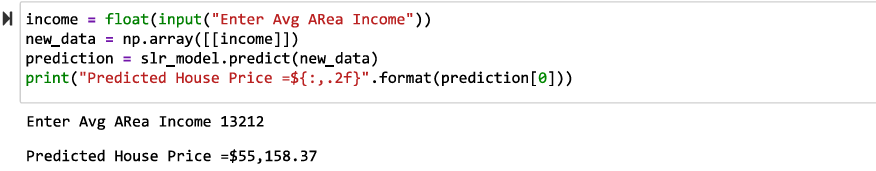 income = float(input("Enter Avg ARea Income"))
new_data = np.array([[income]])
prediction = slr_model.predict(new_data)
print("Predicted House Price =${:,.2f}".format(prediction[0]))
Enter Avg ARea Income 13212
Predicted House Price =$55,158.37